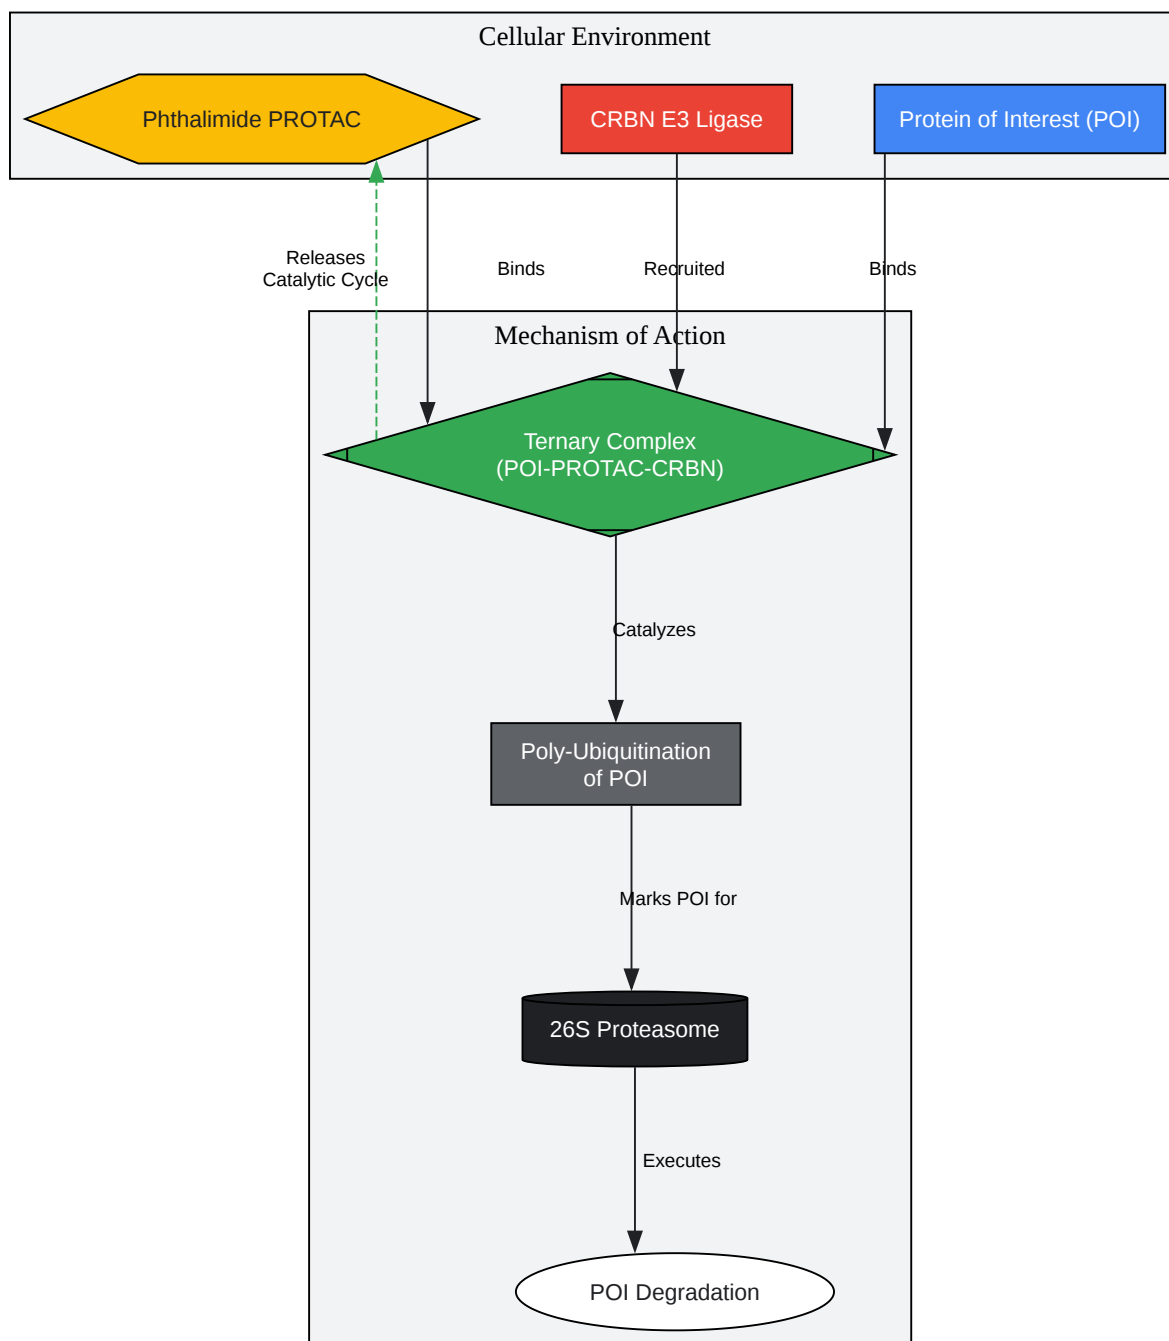 Cellular Environment
Phthalimide PROTAC
CRBN E3 Ligase
Protein of Interest (POI)
Releases
Catalytic Cycle
Binds
Recruited
Binds
Mechanism of Action
Ternary Complex
(POI-PROTAC-CRBN)
Catalyzes
Poly-Ubiquitination
of POI
Marks POI for
26S Proteasome
Executes
POI Degradation